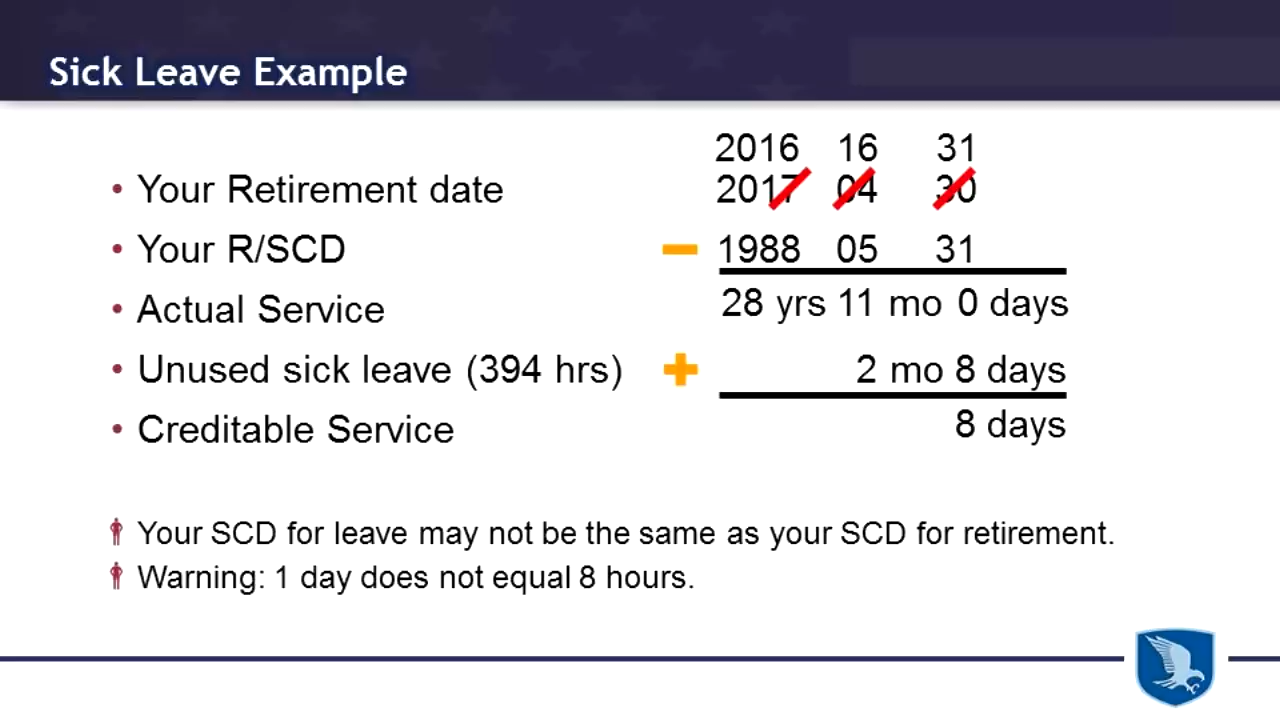 Sick Leave Example
2016 16 31
• Your Retirement date 2017 04 30
• Your R/SCD − 1988 05 31
• Actual Service 28 yrs 11 mo 0 days
• Unused sick leave (394 hrs) + 2 mo 8 days
• Creditable Service 8 days
Your SCD for leave may not be the same as your SCD for retirement.
Warning: 1 day does not equal 8 hours.